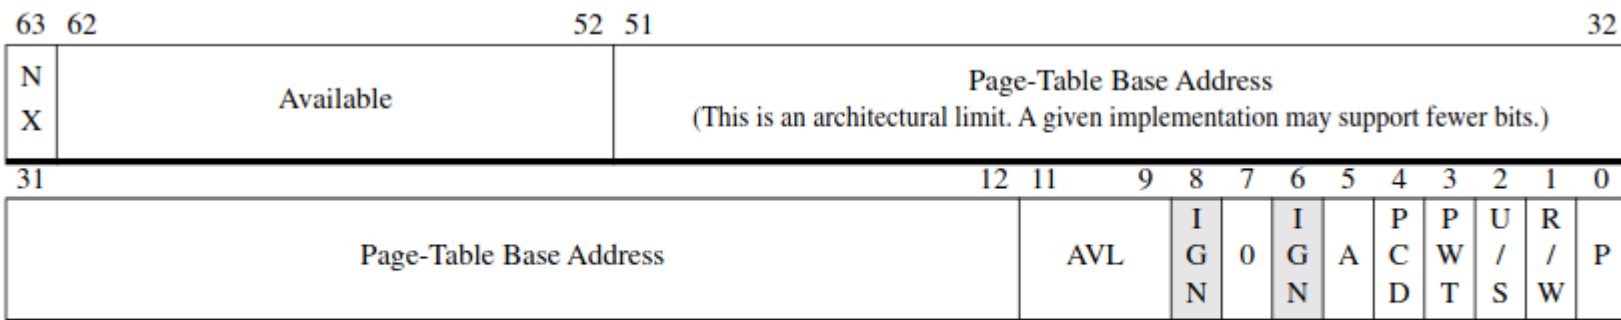 63 62 52 51 32
N
X
Available
Page-Table Base Address
(This is an architectural limit. A given implementation may support fewer bits.)
31 12 11 9 8 7 6 5 4 3 2 1 0
Page-Table Base Address
AVL
I
G
N
0
I
G
N
A
P
C
D
P
W
T
U
/
S
R
/
W
P